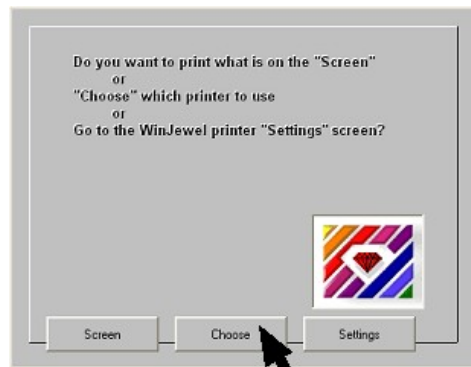 Do you want to print what is on the "Screen"
or
"Choose" which printer to use
or
Go to the WinJewel printer "Settings" screen?
Screen Choose Settings